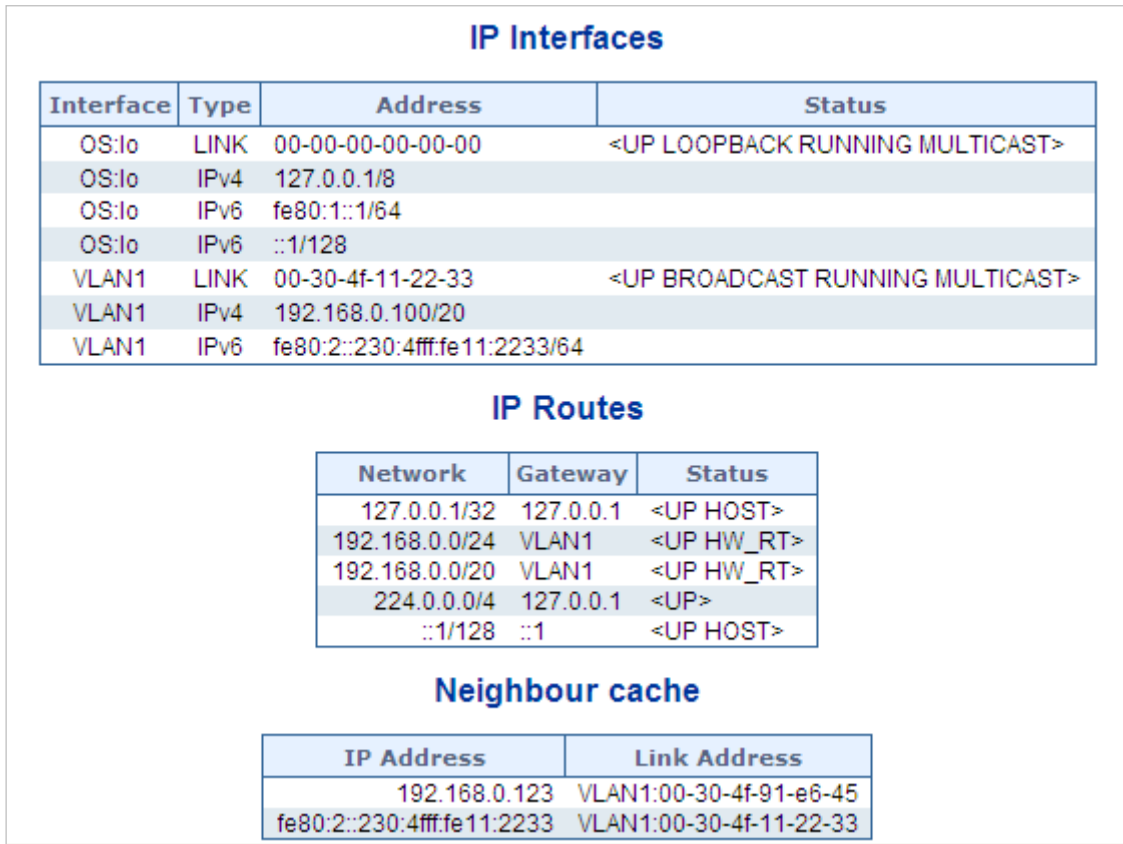 IP Interfaces
Interface Type Address Status
OS:lo LINK 00-00-00-00-00-00 <UP LOOPBACK RUNNING MULTICAST>
OS:lo IPv4 127.0.0.1/8
OS:lo IPv6 fe80:1::1/64
OS:lo IPv6 ::1/128
VLAN1 LINK 00-30-4f-11-22-33 <UP BROADCAST RUNNING MULTICAST>
VLAN1 IPv4 192.168.0.100/20
VLAN1 IPv6 fe80:2::230:4fff:fe11:2233/64
IP Routes
Network Gateway Status
127.0.0.1/32 127.0.0.1 <UP HOST>
192.168.0.0/24 VLAN1 <UP HW_RT>
192.168.0.0/20 VLAN1 <UP HW_RT>
224.0.0.0/4 127.0.0.1 <UP>
::1/128 ::1 <UP HOST>
Neighbour cache
IP Address Link Address
192.168.0.123 VLAN1:00-30-4f-91-e6-45
fe80:2::230:4fff:fe11:2233 VLAN1:00-30-4f-11-22-33